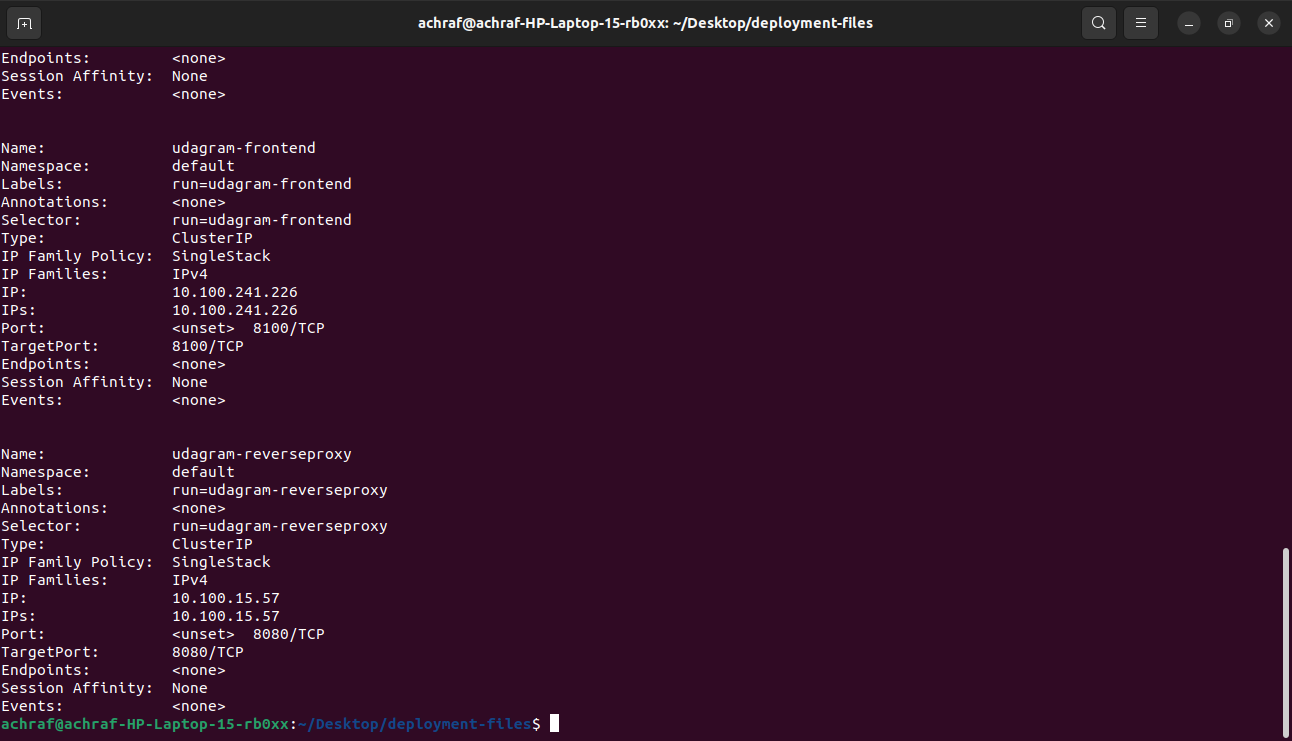 achraf@achraf-HP-Laptop-15-rb0xx: ~/Desktop/deployment-files
Endpoints:         <none>
Session Affinity:  None
Events:            <none>
Name:              udagram-frontend
Namespace:         default
Labels:            run=udagram-frontend
Annotations:       <none>
Selector:          run=udagram-frontend
Type:              ClusterIP
IP Family Policy:  SingleStack
IP Families:       IPv4
IP:                10.100.241.226
IPs:               10.100.241.226
Port:              <unset>  8100/TCP
TargetPort:        8100/TCP
Endpoints:         <none>
Session Affinity:  None
Events:            <none>
Name:              udagram-reverseproxy
Namespace:         default
Labels:            run=udagram-reverseproxy
Annotations:       <none>
Selector:          run=udagram-reverseproxy
Type:              ClusterIP
IP Family Policy:  SingleStack
IP Families:       IPv4
IP:                10.100.15.57
IPs:               10.100.15.57
Port:              <unset>  8080/TCP
TargetPort:        8080/TCP
Endpoints:         <none>
Session Affinity:  None
Events:            <none>
achraf@achraf-HP-Laptop-15-rb0xx:~/Desktop/deployment-files$